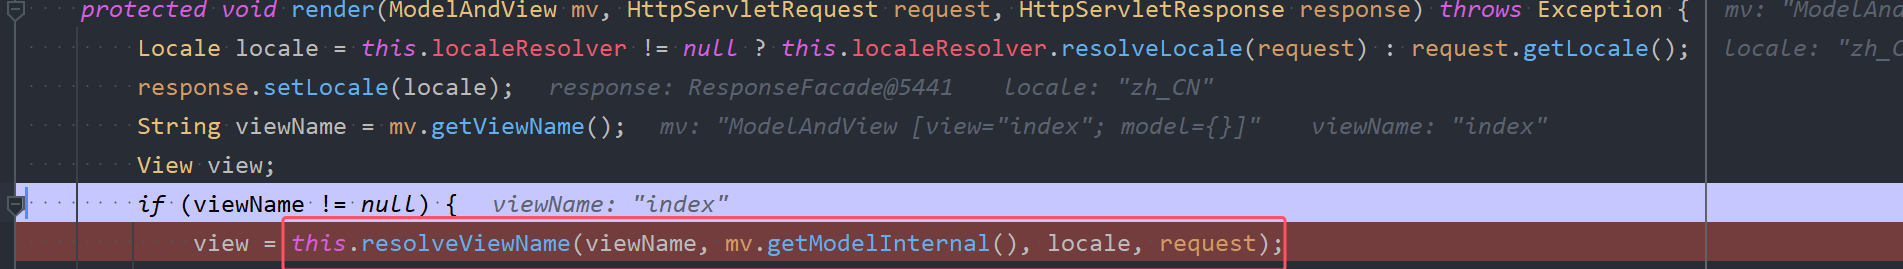 protected void render(ModelAndView mv, HttpServletRequest request, HttpServletResponse response) throws Exception {   mv: "ModelAnd
Locale locale = this.localeResolver != null ? this.localeResolver.resolveLocale(request) : request.getLocale();   locale: "zh_C
response.setLocale(locale);   response: ResponseFacade@5441   locale: "zh_CN"
String viewName = mv.getViewName();   mv: "ModelAndView [view="index"; model={}]"   viewName: "index"
View view;
if (viewName != null) {   viewName: "index"
view = this.resolveViewName(viewName, mv.getModelInternal(), locale, request);